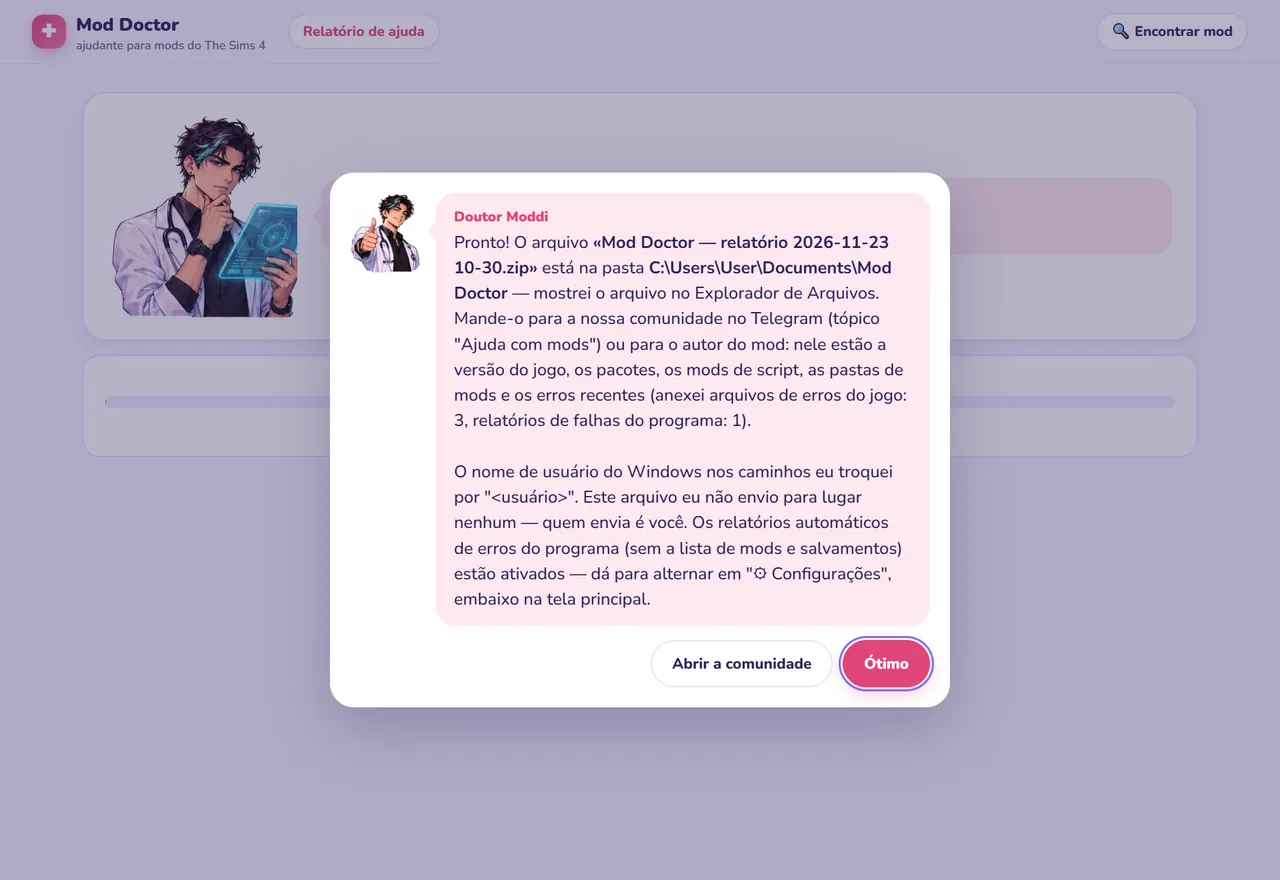 Mod Doctor
ajudante para mods do The Sims 4
Relatório de ajuda
🔍 Encontrar mod
Doutor Moddi
Pronto! O arquivo «Mod Doctor — relatório 2026-11-23
10-30.zip» está na pasta C:\Users\User\Documents\Mod
Doctor — mostrei o arquivo no Explorador de Arquivos.
Mande-o para a nossa comunidade no Telegram (tópico
"Ajuda com mods") ou para o autor do mod: nele estão a
versão do jogo, os pacotes, os mods de script, as pastas de
mods e os erros recentes (anexei arquivos de erros do jogo:
3, relatórios de falhas do programa: 1).
O nome de usuário do Windows nos caminhos eu troquei
por "<usuário>". Este arquivo eu não envio para lugar
nenhum — quem envia é você. Os relatórios automáticos
de erros do programa (sem a lista de mods e salvamentos)
estão ativados — dá para alternar em "⚙ Configurações",
embaixo na tela principal.
Abrir a comunidade
Ótimo